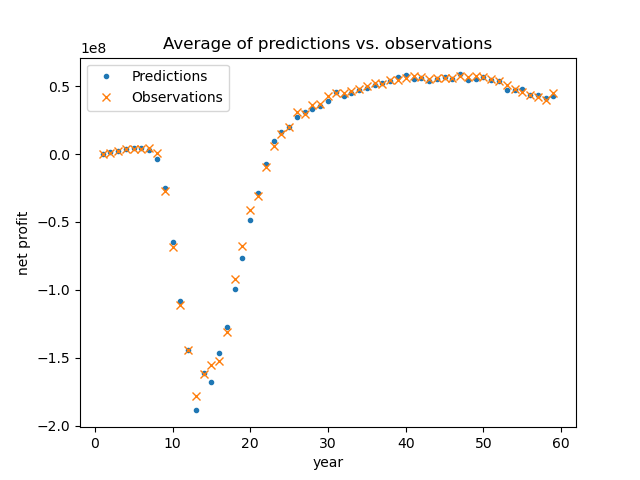 Average of predictions vs. observations
1e8
Predictions
Observations
0.5
0.0
−0.5
−1.0
−1.5
−2.0
net profit
0 10 20 30 40 50 60
year